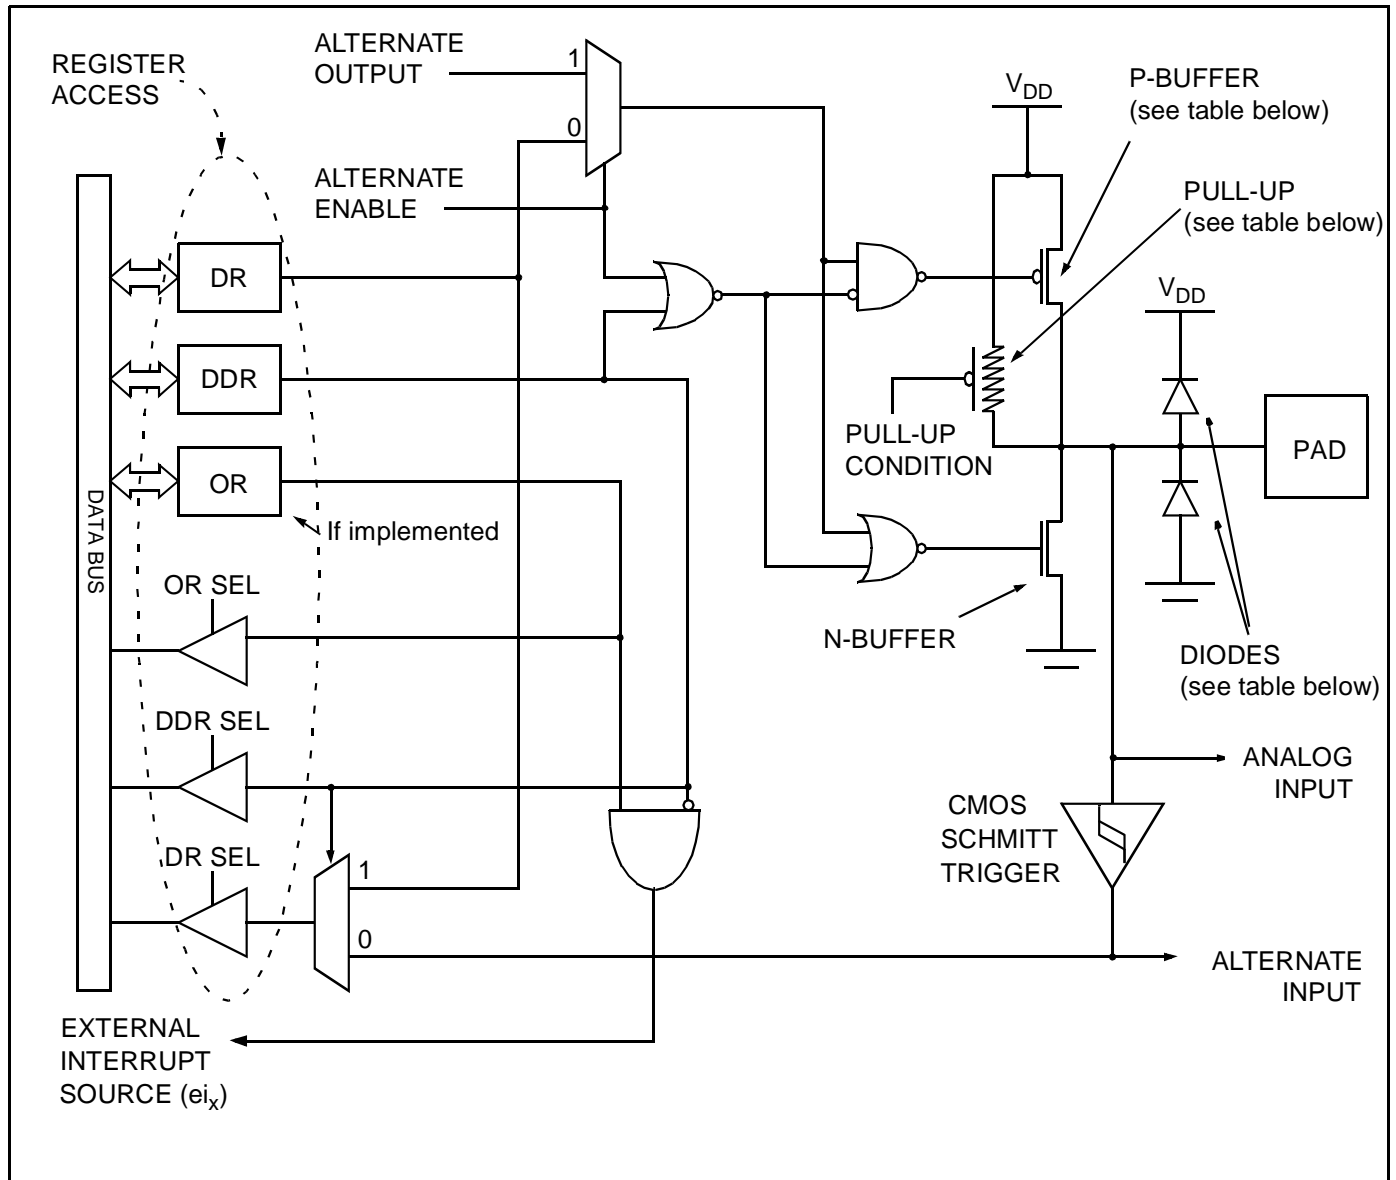 REGISTER
ACCESS
ALTERNATE
OUTPUT
1
0
ALTERNATE
ENABLE
VDD
P-BUFFER
(see table below)
PULL-UP
(see table below)
VDD
DR
DDR
OR
If implemented
DATA BUS
PULL-UP
CONDITION
PAD
OR SEL
N-BUFFER
DIODES
(see table below)
DDR SEL
ANALOG
INPUT
CMOS
SCHMITT
TRIGGER
DR SEL
1
0
ALTERNATE
INPUT
EXTERNAL
INTERRUPT
SOURCE (eix)